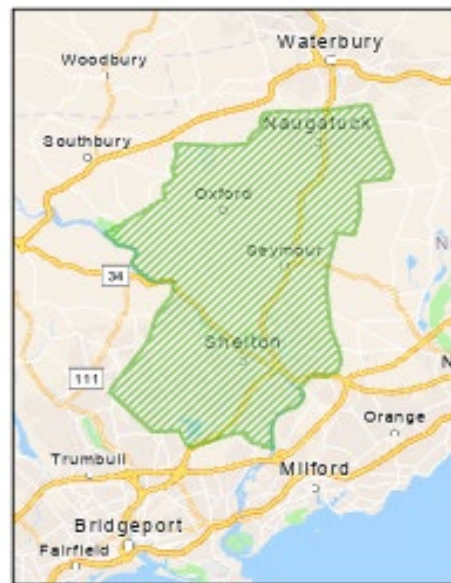 Waterbury
Woodbury
Naugatuck
Southbury
Oxford
Seymour
34
Shelton
111
Orange
Trumbull
Milford
Bridgeport
Fairfield